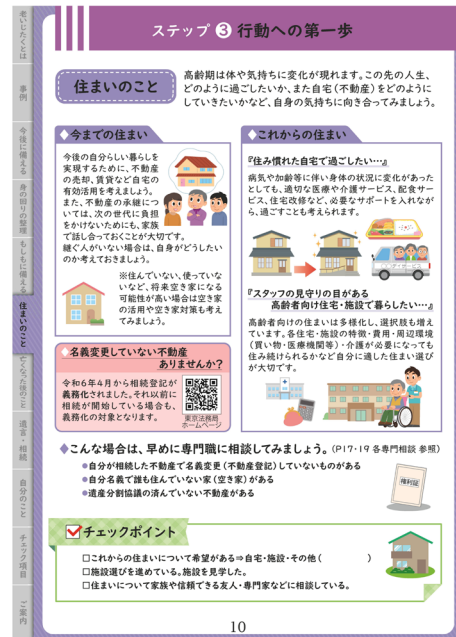 老いじたくとは
事例
今後に備える
身の回りの整理
もしもに備える
住まいのこと
亡くなった後のこと
遺言・相続
自分のこと
チェック項目
ご案内
ステップ❸ 行動への第一歩
住まいのこと
高齢期は体や気持ちに変化が現れます。この先の人生、
どのように過ごしたいか、また自宅(不動産)をどのように
していきたいかなど、自身の気持ちに向き合ってみましょう。
◆今までの住まい
今後の自分らしい暮らしを
実現するために、不動産
の売却、賃貸など自宅の
有効活用を考えましょう。
また、不動産の承継につ
いては、次の世代に負担
をかけないためにも、家族
で話し合っておくことが大切です。
継ぐ人がいない場合は、自身がどうしたい
のか考えておきましょう。
※住んでいない、使ってい
ないなど、将来空き家になる
可能性が高い場合は空き家
の活用や空き家対策も考え
てみましょう。
◆名義変更していない不動産
ありませんか?
令和6年4月から相続登記が
義務化されました。それ以前に
相続が開始している場合も、
義務化の対象となります。
東京法務局
ホームページ
◆これからの住まい
『住み慣れた自宅で過ごしたい…』
病気や加齢等に伴い身体の状況に変化があった
としても、適切な医療や介護サービス、配食サー
ビス、住宅改修など、必要なサポートを入れなが
ら、過ごすことも考えられます。
『スタッフの見守りの目がある
高齢者向け住宅・施設で暮らしたい…』
高齢者向けの住まいは多様化し、選択肢も増え
ています。各住宅・施設の特徴・費用・周辺環境
(買い物・医療機関等)・介護が必要になっても
住み続けられるかなど自分に適した住まい選び
が大切です。
◆こんな場合は、早めに専門職に相談してみましょう。(P17・19 各専門相談 参照)
●自分が相続した不動産で名義変更(不動産登記)していないものがある
●自分名義で誰も住んでいない家(空き家)がある
●遺産分割協議の済んでいない不動産がある
権利証
チェックポイント
□これからの住まいについて希望がある⇒自宅・施設・その他( )
□施設選びを進めている。施設を見学した。
□住まいについて家族や信頼できる友人・専門家などに相談している。
10